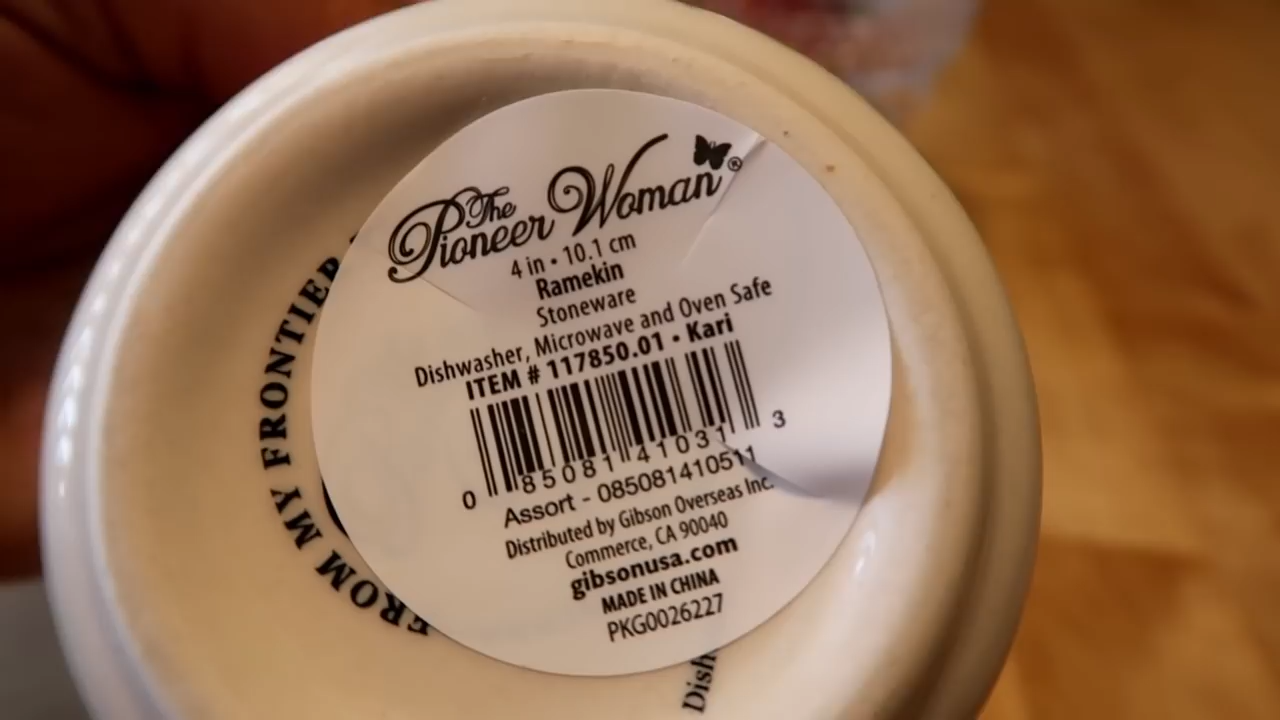 The
Pioneer Woman®
4 in • 10.1 cm
Ramekin
Stoneware
Dishwasher, Microwave and Oven Safe
ITEM # 117850.01 • Kari
0 85081 41031 3
Assort - 085081410511
Distributed by Gibson Overseas Inc.
Commerce, CA 90040
gibsonusa.com
MADE IN CHINA
PKG0026227
FROM MY FRONTIER
Dish